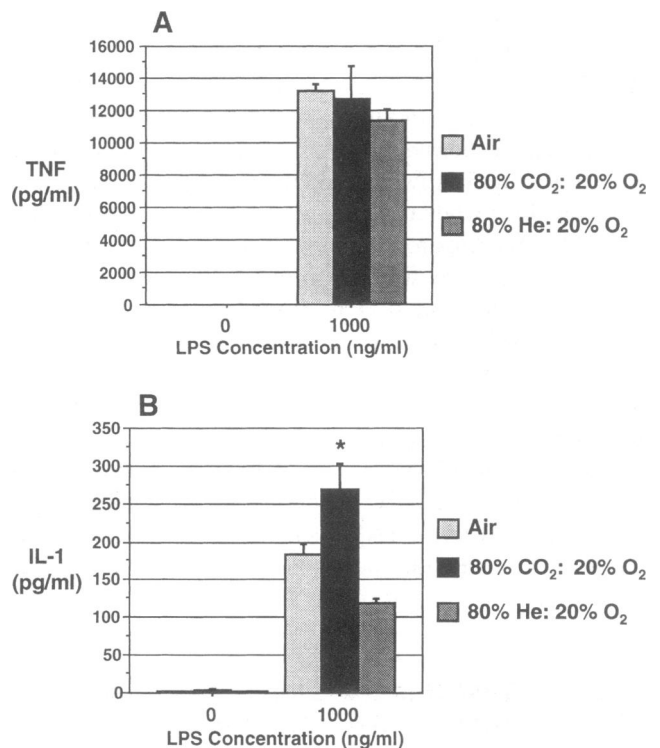 A
16000
14000
12000
10000
8000
6000
4000
2000
0
TNF
(pg/ml)
0 1000
LPS Concentration (ng/ml)
Air
80% CO₂: 20% O₂
80% He: 20% O₂
B
350
300
250
200
150
100
50
0
IL-1
(pg/ml)
*
0 1000
LPS Concentration (ng/ml)
Air
80% CO₂: 20% O₂
80% He: 20% O₂